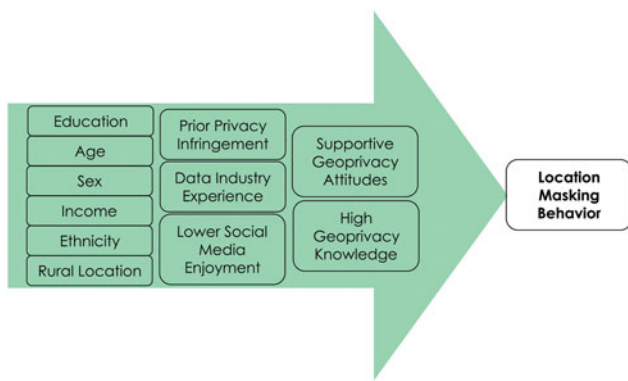 Education
Age
Sex
Income
Ethnicity
Rural Location
Prior Privacy
Infringement
Data Industry
Experience
Lower Social
Media
Enjoyment
Supportive
Geoprivacy
Attitudes
High
Geoprivacy
Knowledge
Location
Masking
Behavior